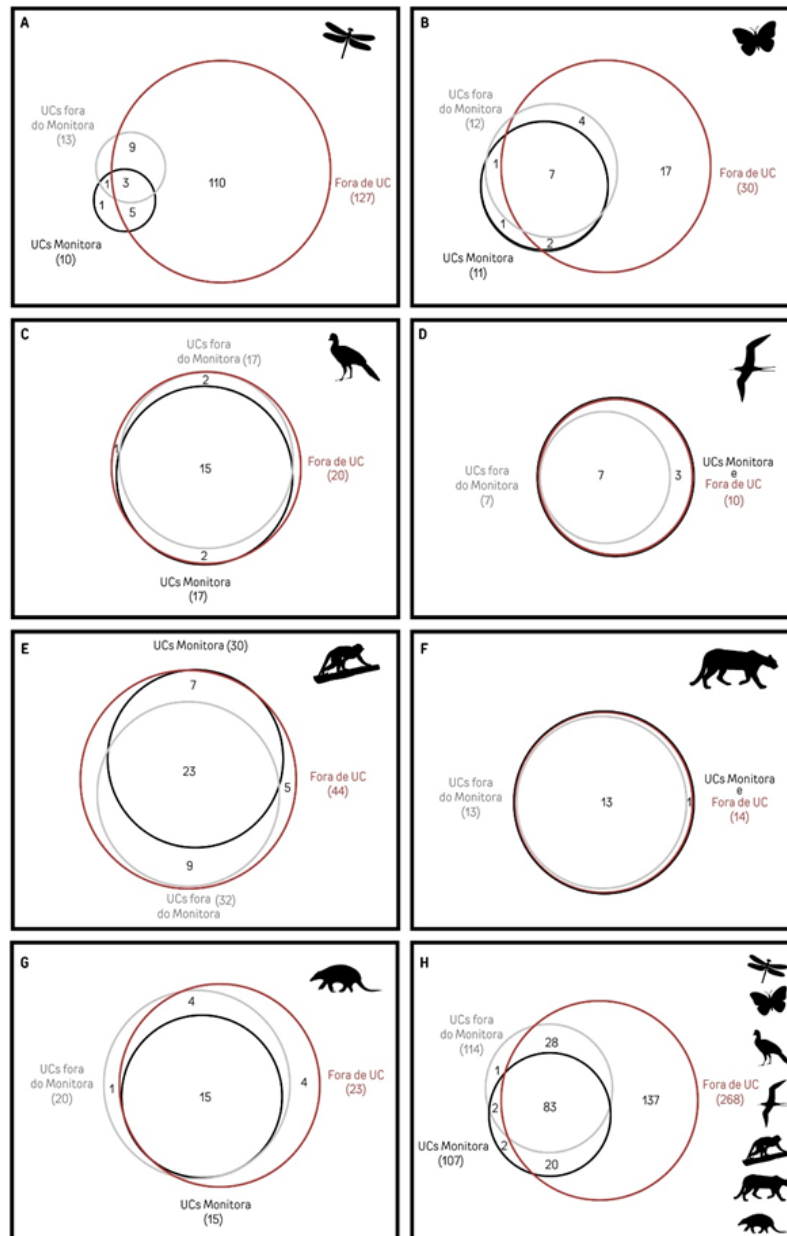 A
UCs fora
do Monitora
(13)
9
1
3
110
Fora de UC
(127)
1
5
UCs Monitora
(10)
B
UCs fora
do Monitora
(12)
4
1
7
17
Fora de UC
(30)
1
2
UCs Monitora
(11)
C
UCs fora
do Monitora (17)
2
1
15
Fora de UC
(20)
2
UCs Monitora
(17)
D
UCs fora
do Monitora
(7)
7
3
UCs Monitora
e
Fora de UC
(10)
E
UCs Monitora (30)
7
23
Fora de UC
(44)
5
9
UCs fora (32)
do Monitora
F
UCs fora
do Monitora
(13)
13
1
UCs Monitora
e
Fora de UC
(14)
G
4
UCs fora
do Monitora
(20)
1
15
4
Fora de UC
(23)
UCs Monitora
(15)
H
UCs fora
do Monitora
(114)
28
1
2
83
137
Fora de UC
(268)
UCs Monitora
(107)
2
20